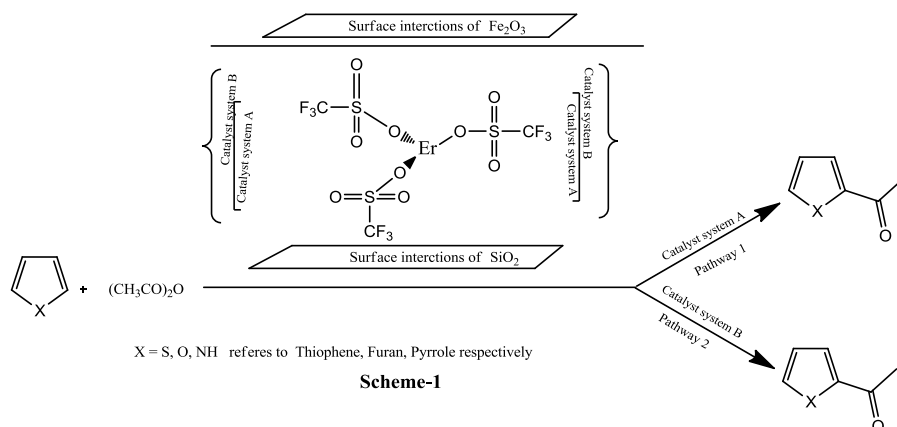 Surface interctions of Fe₂O₃
Catalyst system B
Catalyst system A
F₃C
S
O
O
O
Er
O
S
O
O
CF₃
O
S
O
O
CF₃
Catalyst system B
Catalyst system A
Surface interctions of SiO₂
X
+
(CH₃CO)₂O
Catalyst system A
Pathway 1
X
O
Catalyst system B
Pathway 2
X
O
X = S, O, NH referes to Thiophene, Furan, Pyrrole respectively
Scheme-1